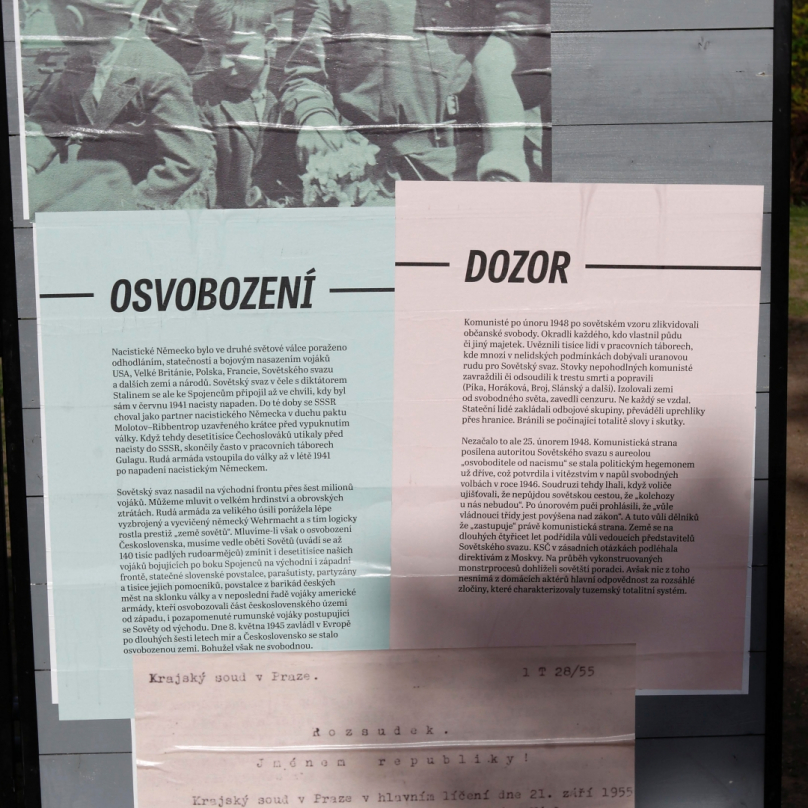 OSVOBOZENÍ
Nacistické Německo bylo ve druhé světové válce poraženo
odhodláním, statečností a bojovým nasazením vojáků
USA, Velké Británie, Polska, Francie, Sovětského svazu
a dalších zemí a národů. Sovětský svaz v čele s diktátorem
Stalinem se ale ke Spojencům připojil až ve chvíli, kdy byl
sám v červnu 1941 nacisty napaden. Do té doby se SSSR
choval jako partner nacistického Německa v duchu paktu
Molotov–Ribbentrop uzavřeného krátce před vypuknutím
války. Když tehdy desetitisíce Čechoslováků utíkaly před
nacisty do SSSR, skončily často v pracovních táborech
Gulagu. Rudá armáda vstoupila do války až v létě 1941
po napadení nacistickým Německem.
Sovětský svaz nasadil na východní frontu přes šest milionů
vojáků. Můžeme mluvit o velkém hrdinství a obrovských
ztrátách. Rudá armáda za velikého úsilí porážela lépe
vyzbrojený a vycvičený německý Wehrmacht a s tím logicky
rostla prestiž „země sovětů“. Mluvíme-li však o osvobození
Československa, musíme vedle obětí Sovětů (uvádí se až
140 tisíc padlých rudoarmějců) zmínit i desetitisíce našich
vojáků bojujících po boku Spojenců na východní i západní
frontě, statečné slovenské povstalce, parašutisty, partyzány
a tisíce jejich pomocníků, povstalce z barikád českých
měst na sklonku války a v neposlední řadě vojáky americké
armády, kteří osvobozovali část československého území
od západu, i pozapomenuté rumunské vojáky postupující
se Sověty od východu. Dne 8. května 1945 zavládl v Evropě
po dlouhých šesti letech mír a Československo se stalo
osvobozenou zemí. Bohužel však ne svobodnou.
DOZOR
Komunisté po únoru 1948 po sovětském vzoru zlikvidovali
občanské svobody. Okradli každého, kdo vlastnil půdu
či jiný majetek. Uvěznili tisíce lidí v pracovních táborech,
kde mnozí v nelidských podmínkách dobývali uranovou
rudu pro Sovětský svaz. Stovky nepohodlných komunisté
zavraždili či odsoudili k trestu smrti a popravili
(Píka, Horáková, Broj, Slánský a další). Izolovali zemi
od svobodného světa, zavedli cenzuru. Ne každý se vzdal.
Stateční lidé zakládali odbojové skupiny, převáděli uprchlíky
přes hranice. Bránili se počínající totalitě slovy i skutky.
Nezačalo to ale 25. únorem 1948. Komunistická strana
posílena autoritou Sovětského svazu s aureolou
„osvoboditele od nacismu“ se stala politickým hegemonem
už dříve, což potvrdila i vítězstvím v napůl svobodných
volbách v roce 1946. Soudruzi tehdy lhali, když voliče
ujišťovali, že nepůjdou sovětskou cestou, že „kolchozy
u nás nebudou“. Po únorovém puči prohlásili, že „vůle
vládnoucí třídy jest povýšena nad zákon“. A tuto vůli dělníků
že „zastupuje“ právě komunistická strana. Země se na
dlouhých čtyřicet let podřídila vůli vedoucích představitelů
Sovětského svazu. KSČ v zásadních otázkách podléhala
direktivám z Moskvy. Na průběh vykonstruovaných
monstrprocesů dohlíželi sovětští poradci. Avšak nic z toho
nesnímá z domácích aktérů hlavní odpovědnost za rozsáhlé
zločiny, které charakterizovaly tuzemský totalitní systém.
Krajský soud v Praze. 1 T 28/55
Rozsudek.
Jménem republiky!
Krajský soud v Praze v hlavním líčení dne 21. září 1955